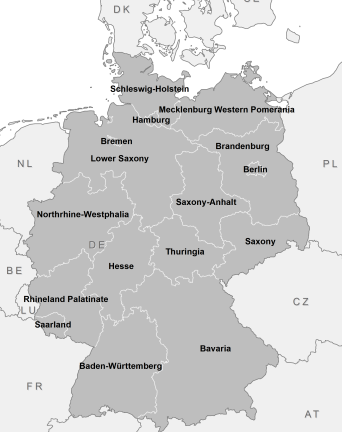 DK
SE
Schleswig-Holstein
Mecklenburg Western Pomerania
Hamburg
Bremen
Brandenburg
Lower Saxony
NL
PL
Berlin
Saxony-Anhalt
Northrhine-Westphalia
DE
Saxony
Thuringia
Hesse
BE
Rhineland Palatinate
CZ
LU
Saarland
Bavaria
Baden-Württemberg
FR
AT